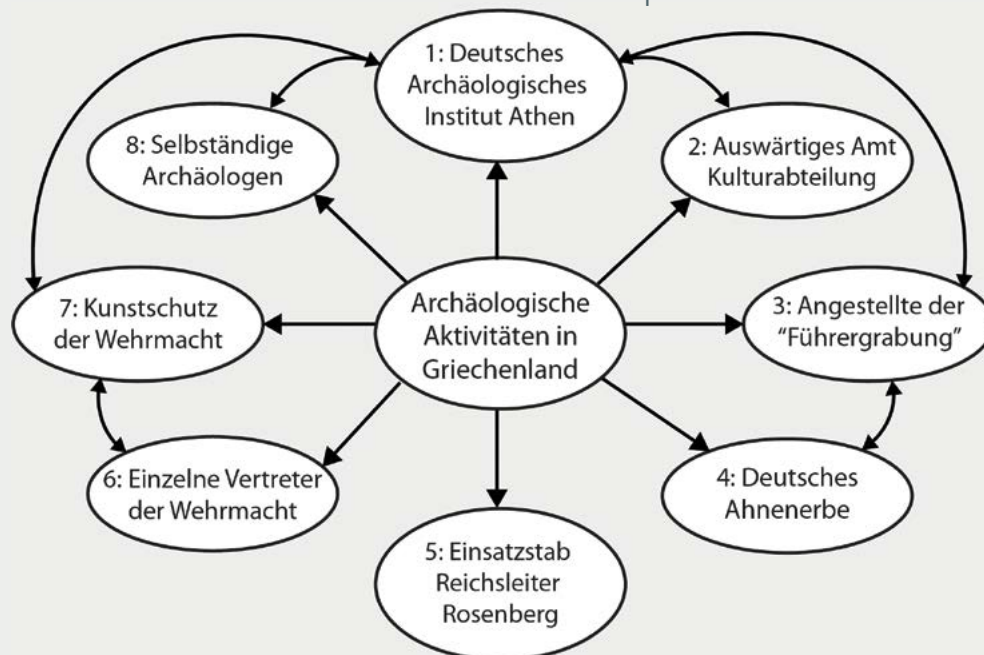 1: Deutsches
Archäologisches
Institut Athen
8: Selbständige
Archäologen
2: Auswärtiges Amt
Kulturabteilung
7: Kunstschutz
der Wehrmacht
Archäologische
Aktivitäten in
Griechenland
3: Angestellte der
"Führergrabung"
6: Einzelne Vertreter
der Wehrmacht
4: Deutsches
Ahnenerbe
5: Einsatzstab
Reichsleiter
Rosenberg